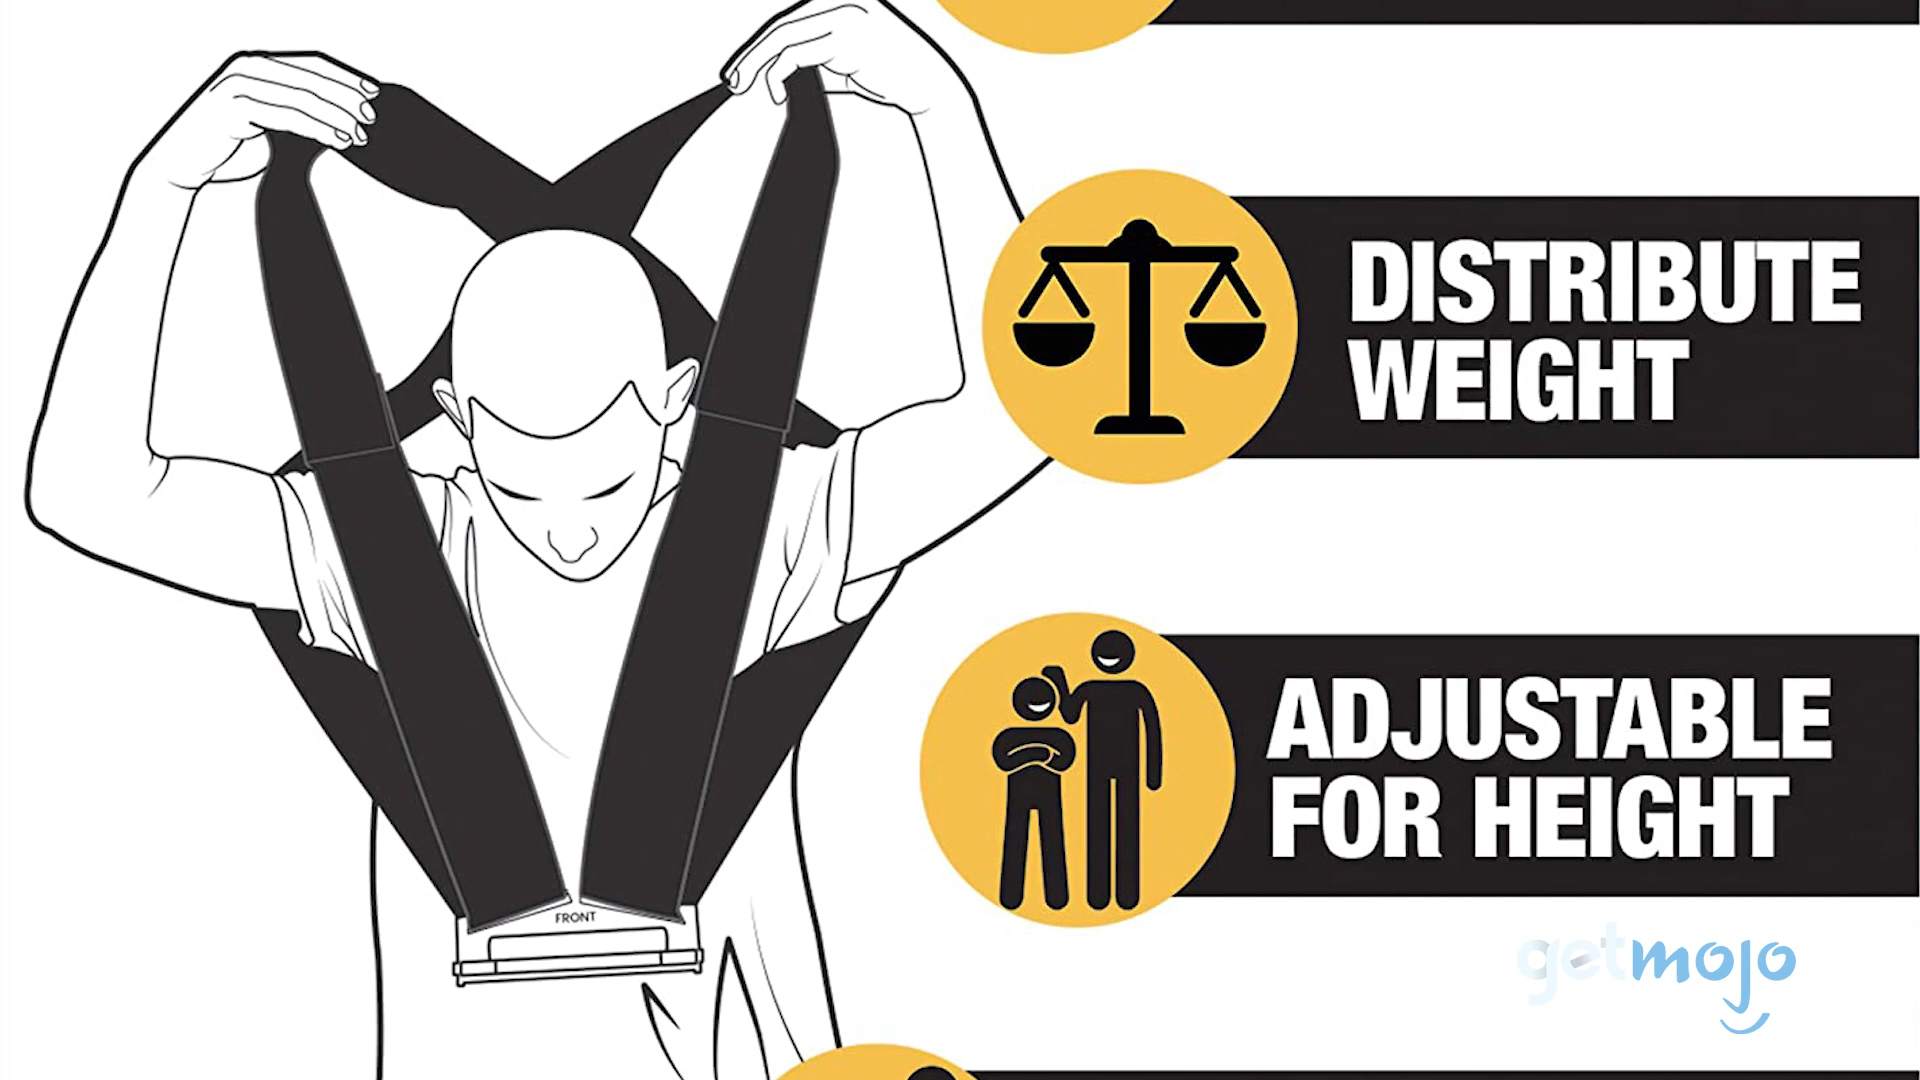 DISTRIBUTE
WEIGHT
ADJUSTABLE
FOR HEIGHT
FRONT
getmojo